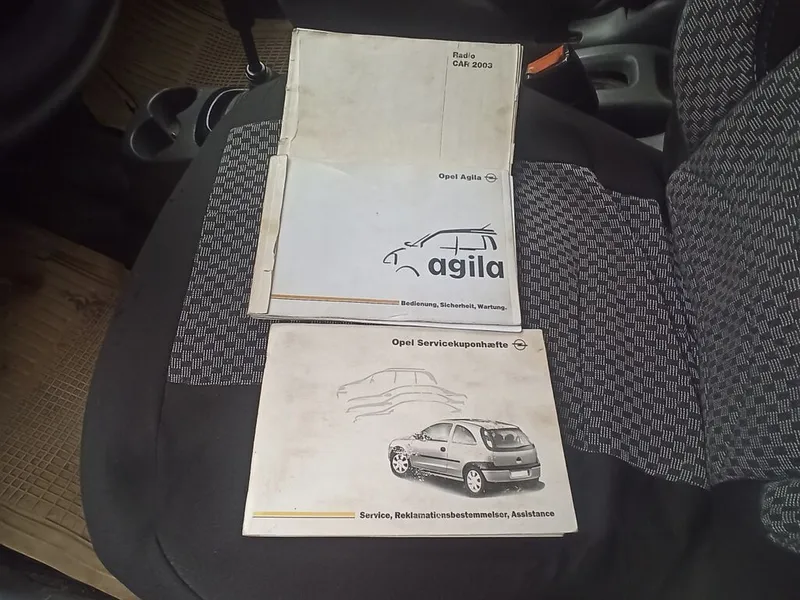 Radio
CAR 2003
Opel Agila
agila
Bedienung, Sicherheit, Wartung.
Opel Servicekuponhæfte
Service, Reklamationsbestemmelser, Assistance